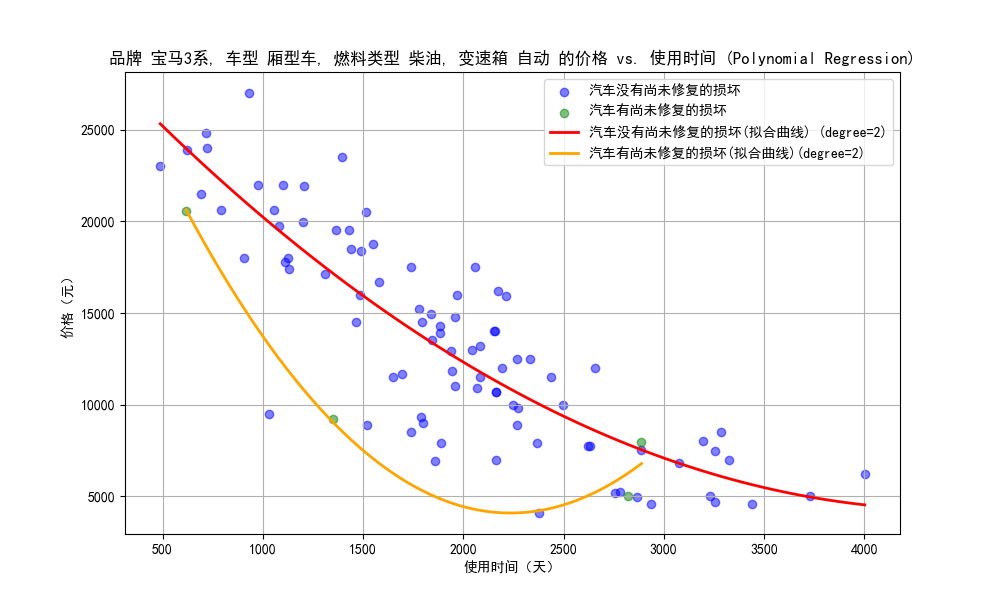 品牌 宝马3系, 车型 厢型车, 燃料类型 柴油, 变速箱 自动 的价格 vs. 使用时间 (Polynomial Regression)
汽车没有尚未修复的损坏
汽车有尚未修复的损坏
汽车没有尚未修复的损坏(拟合曲线) (degree=2)
汽车有尚未修复的损坏(拟合曲线)(degree=2)
25000
20000
15000
10000
5000
价格（元）
500
1000
1500
2000
2500
3000
3500
4000
使用时间（天）